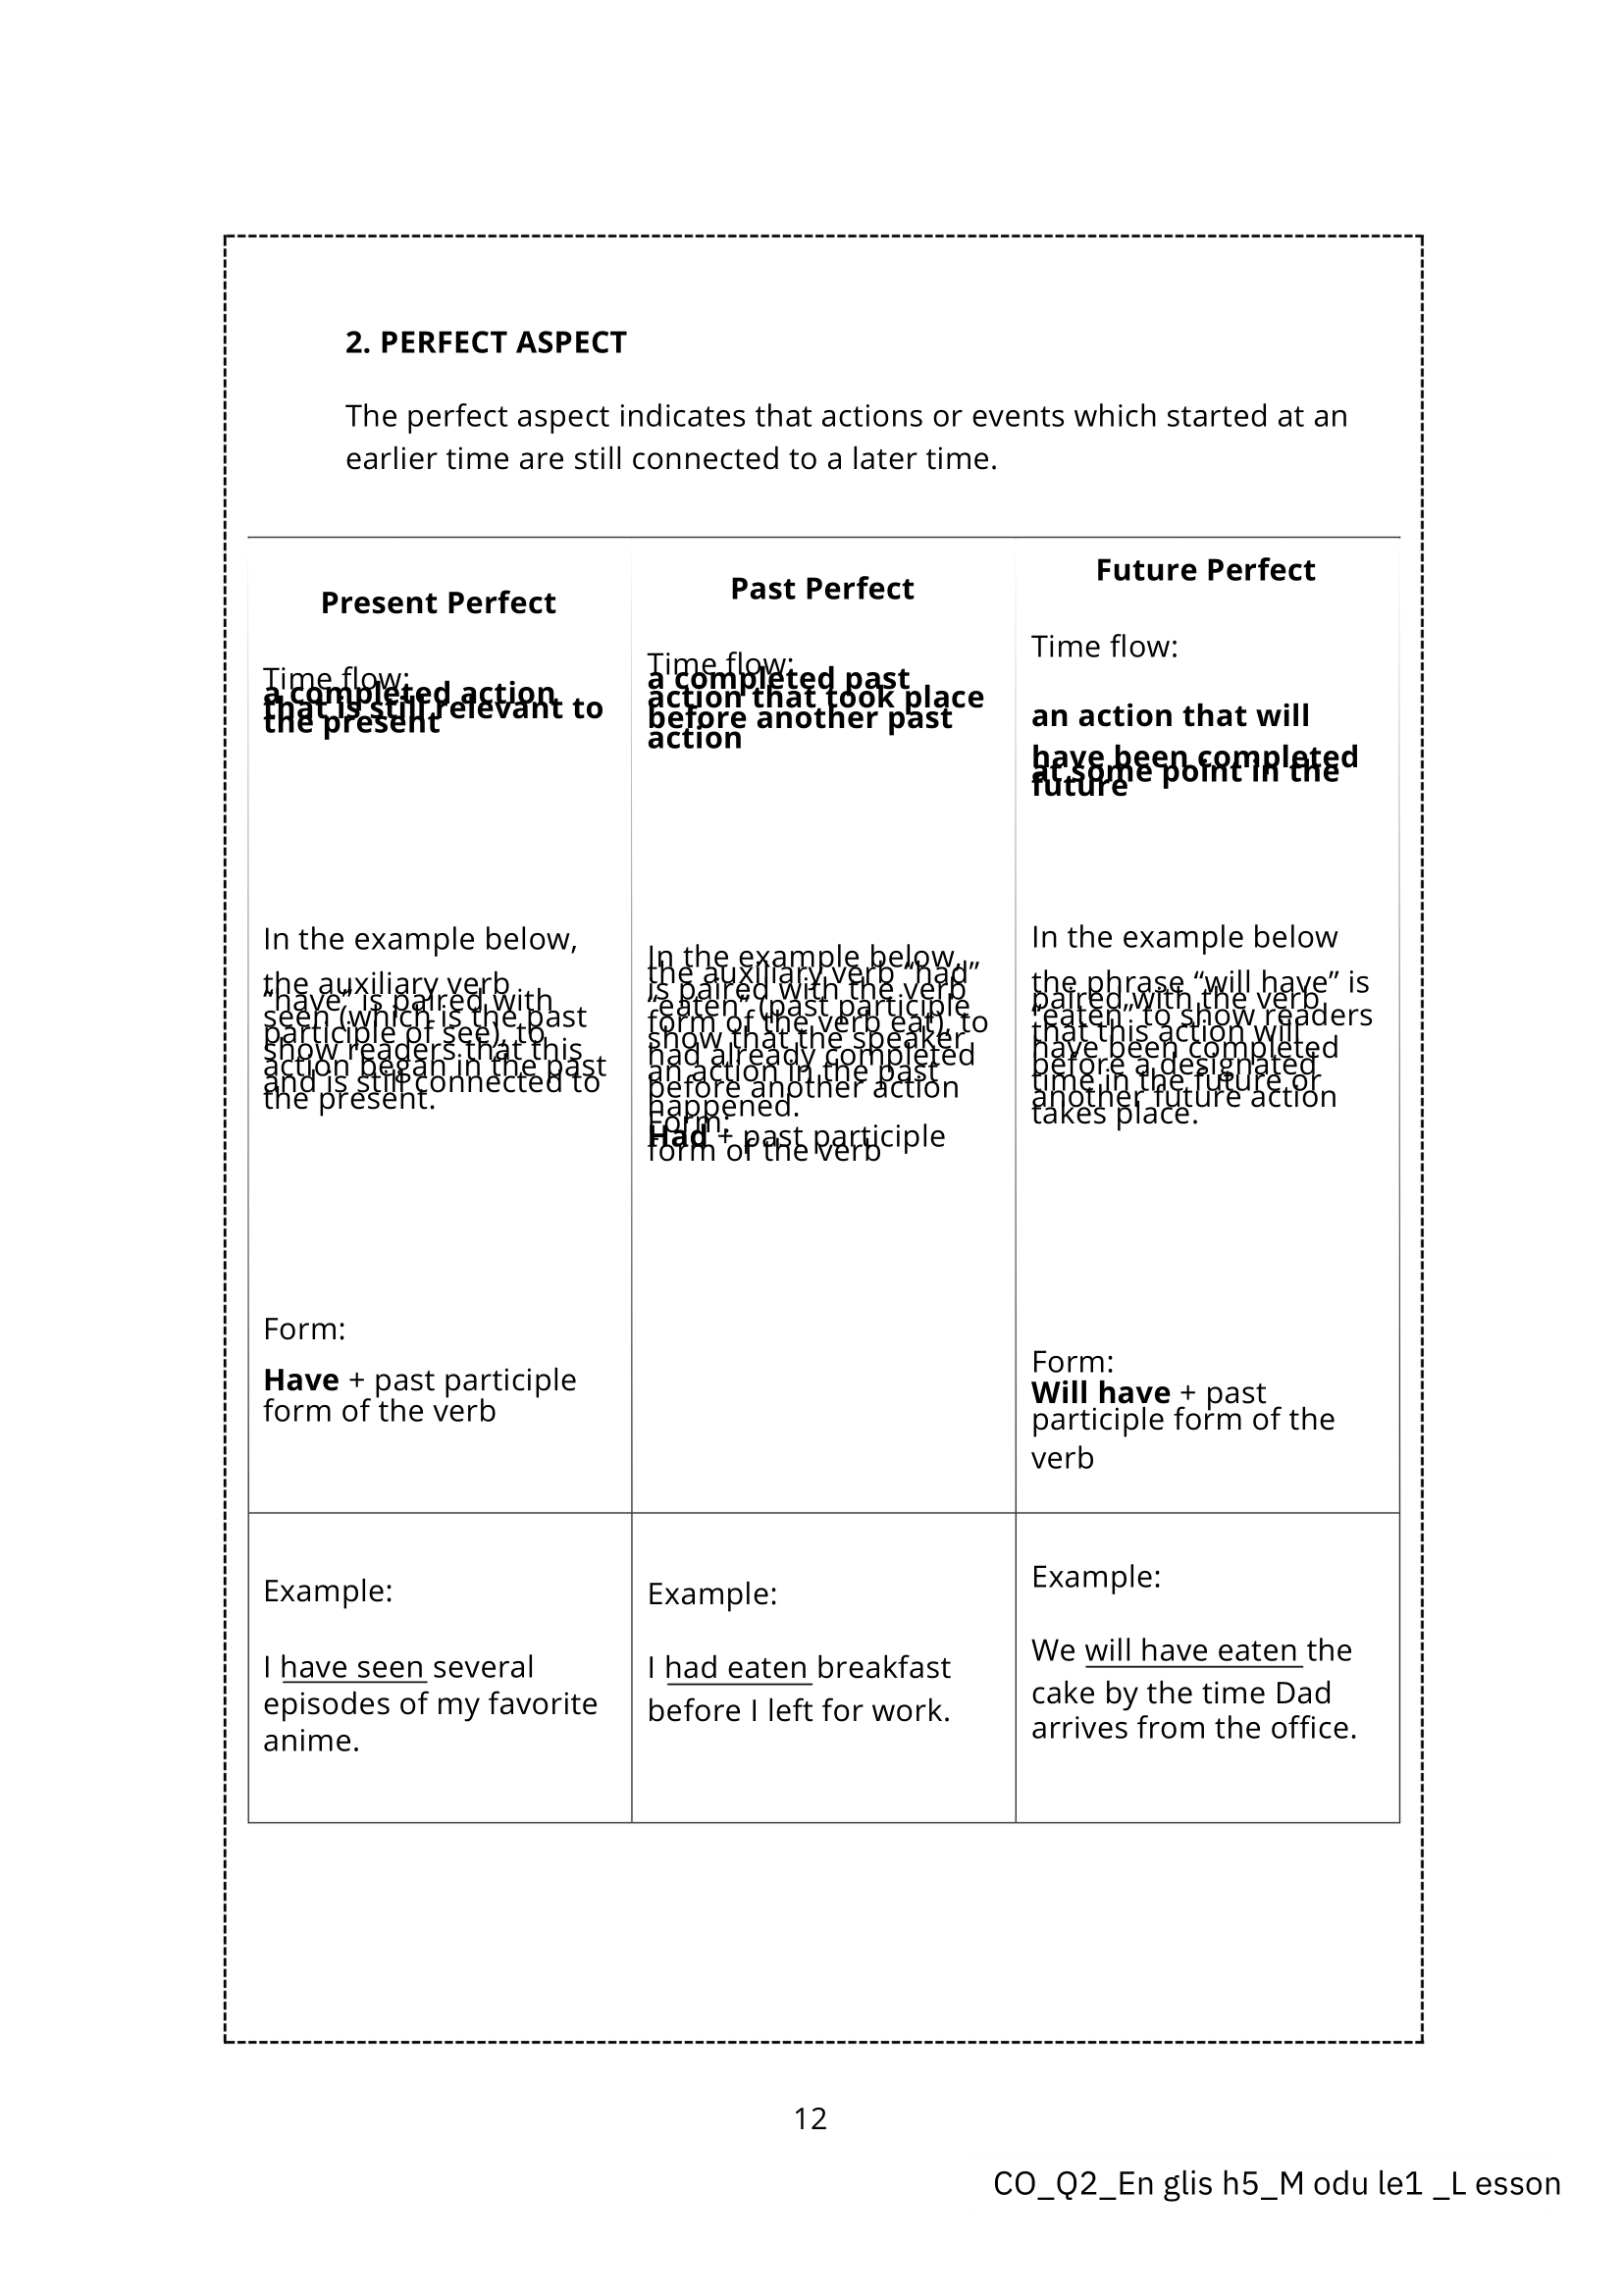 2. PERFECT ASPECT
The perfect aspect indicates that actions or events which started at an
earlier time are still connected to a later time.
Present Perfect
Time flow:
a completed action
that is still relevant to
the present
In the example below,
the auxiliary verb
“have” is paired with
seen (which is the past
participle of see), to
show readers that this
action began in the past
and is still connected to
the present.
Form:
Have + past participle
form of the verb
Past Perfect
Time flow:
a completed past
action that took place
before another past
action
In the example below,
the auxiliary verb “had”
is paired with the verb
“eaten” (past participle
form of the verb eat), to
show that the speaker
had already completed
an action in the past
before another action
happened.
Form:
Had + past participle
form of the verb
Future Perfect
Time flow:
an action that will
have been completed
at some point in the
future
In the example below
the phrase “will have” is
paired with the verb
“eaten” to show readers
that this action will
have been completed
before a designated
time in the future or
another future action
takes place.
Form:
Will have + past
participle form of the
verb
Example:
I have seen several
episodes of my favorite
anime.
Example:
I had eaten breakfast
before I left for work.
Example:
We will have eaten the
cake by the time Dad
arrives from the office.
12
CO_Q2_En glis h5_M odu le1 _L esson